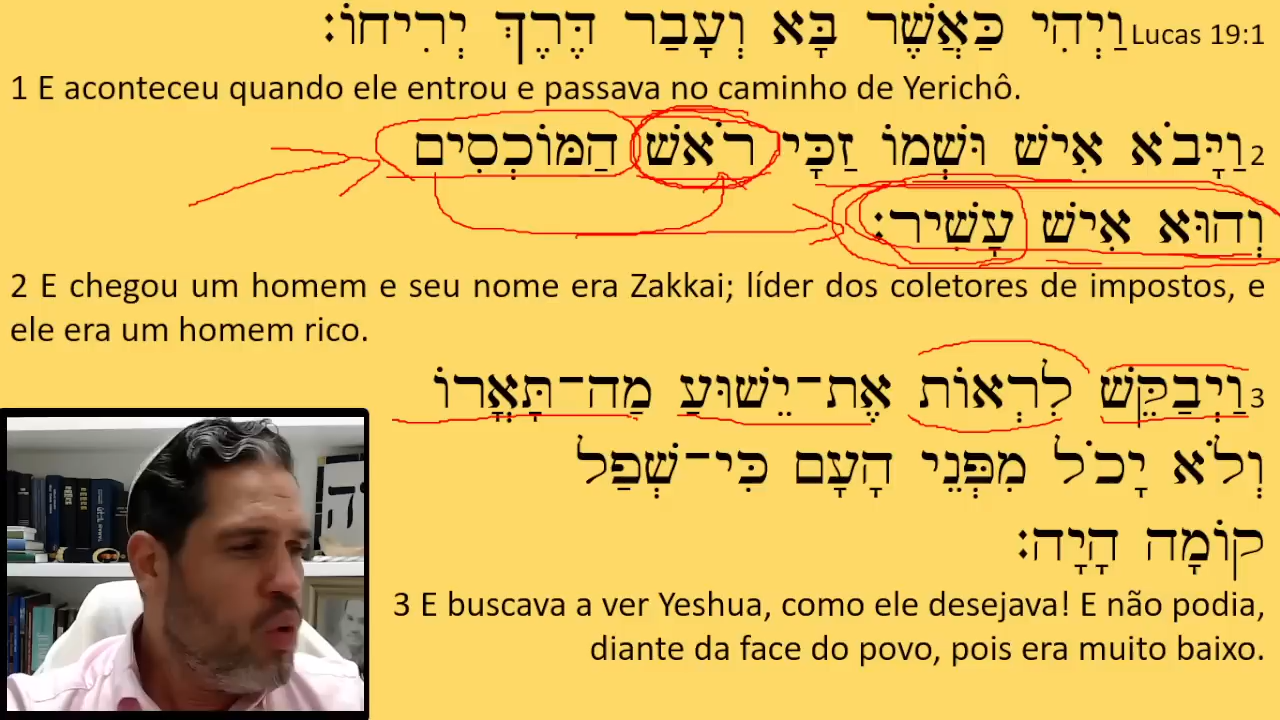 Lucas 19:1 וַיְהִי כַּאֲשֶׁר בָּא וְעָבַר דֶּרֶךְ יְרִיחוֹ:
1 E aconteceu quando ele entrou e passava no caminho de Yerichô.
2 וַיָּבֹא אִישׁ וּשְׁמוֹ זַכָּי רֹאשׁ הַמּוֹכְסִים
וְהוּא אִישׁ עָשִׁיר:
2 E chegou um homem e seu nome era Zakkai; líder dos coletores de impostos, e
ele era um homem rico.
3 וַיְבַקֵּשׁ לִרְאוֹת אֶת־יֵשׁוּעַ מַה־תָּאֳרוֹ
וְלֹא יָכֹל מִפְּנֵי הָעָם כִּי־שְׁפַל
קוֹמָה הָיָה:
3 E buscava a ver Yeshua, como ele desejava! E não podia,
diante da face do povo, pois era muito baixo.